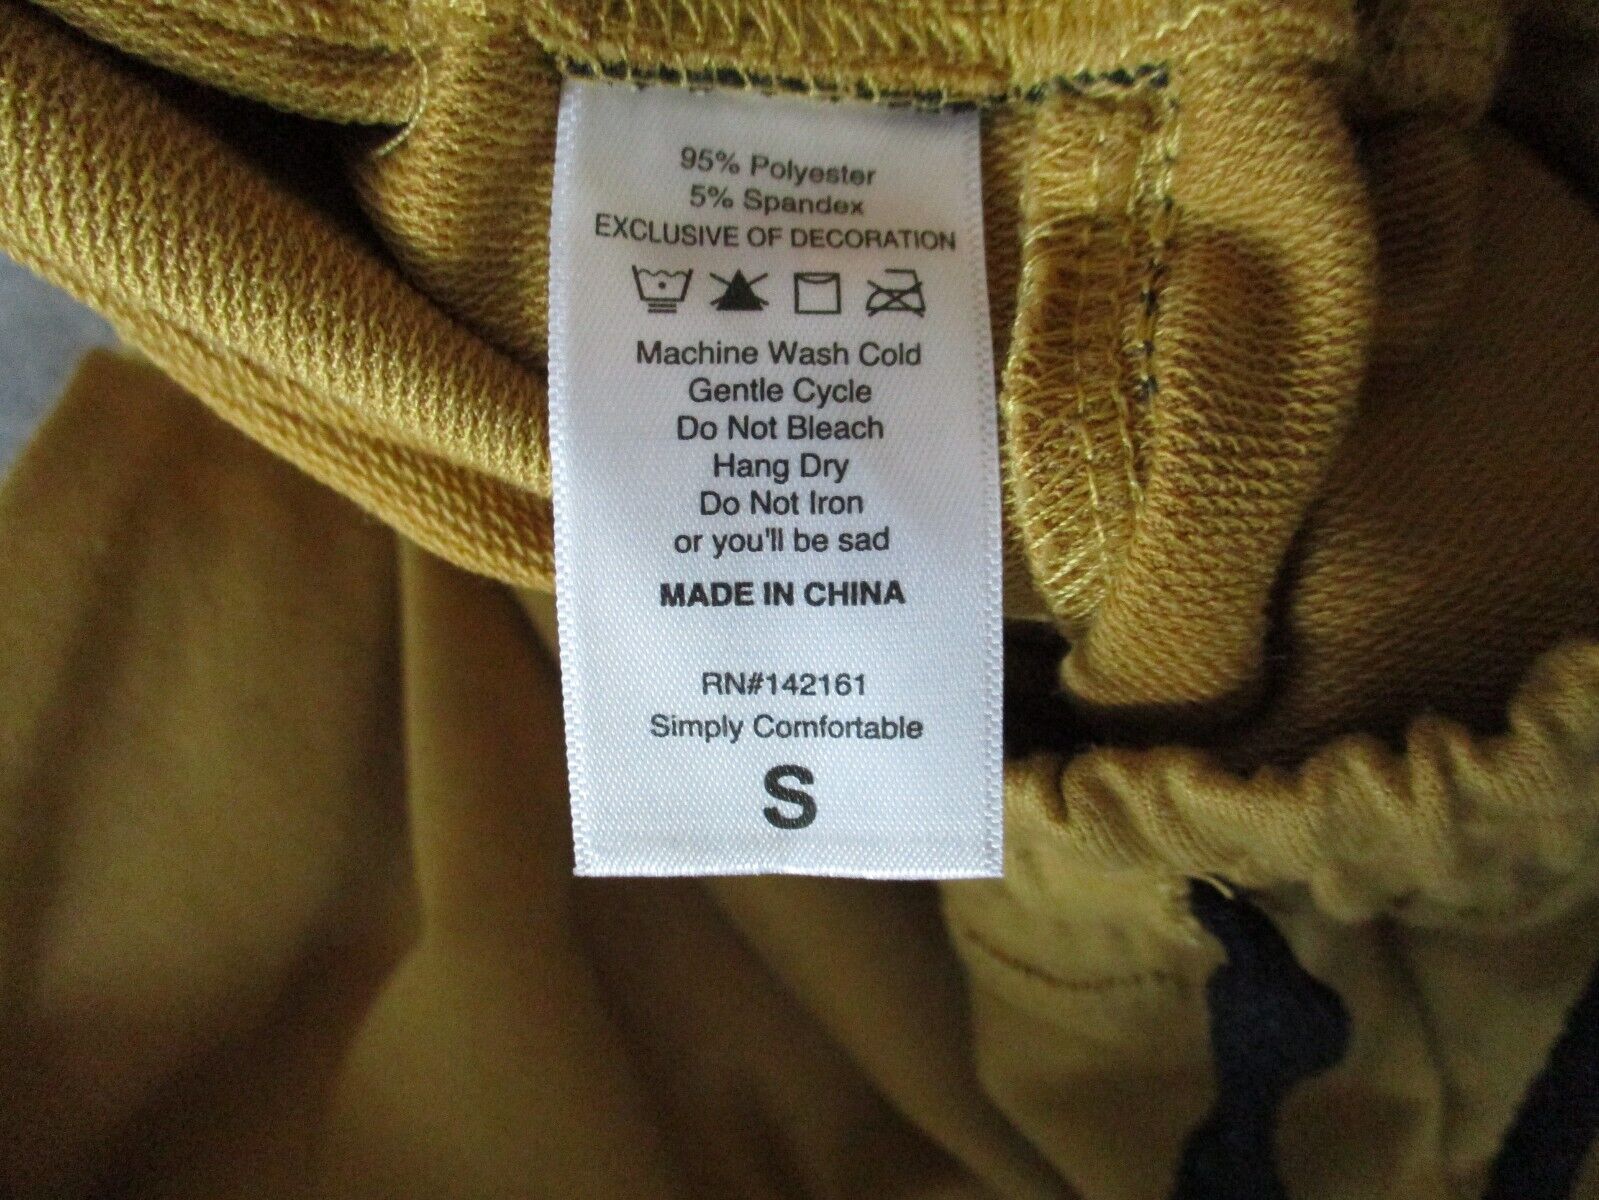 95% Polyester
5% Spandex
EXCLUSIVE OF DECORATION
Machine Wash Cold
Gentle Cycle
Do Not Bleach
Hang Dry
Do Not Iron
or you'll be sad
MADE IN CHINA
RN#142161
Simply Comfortable
S